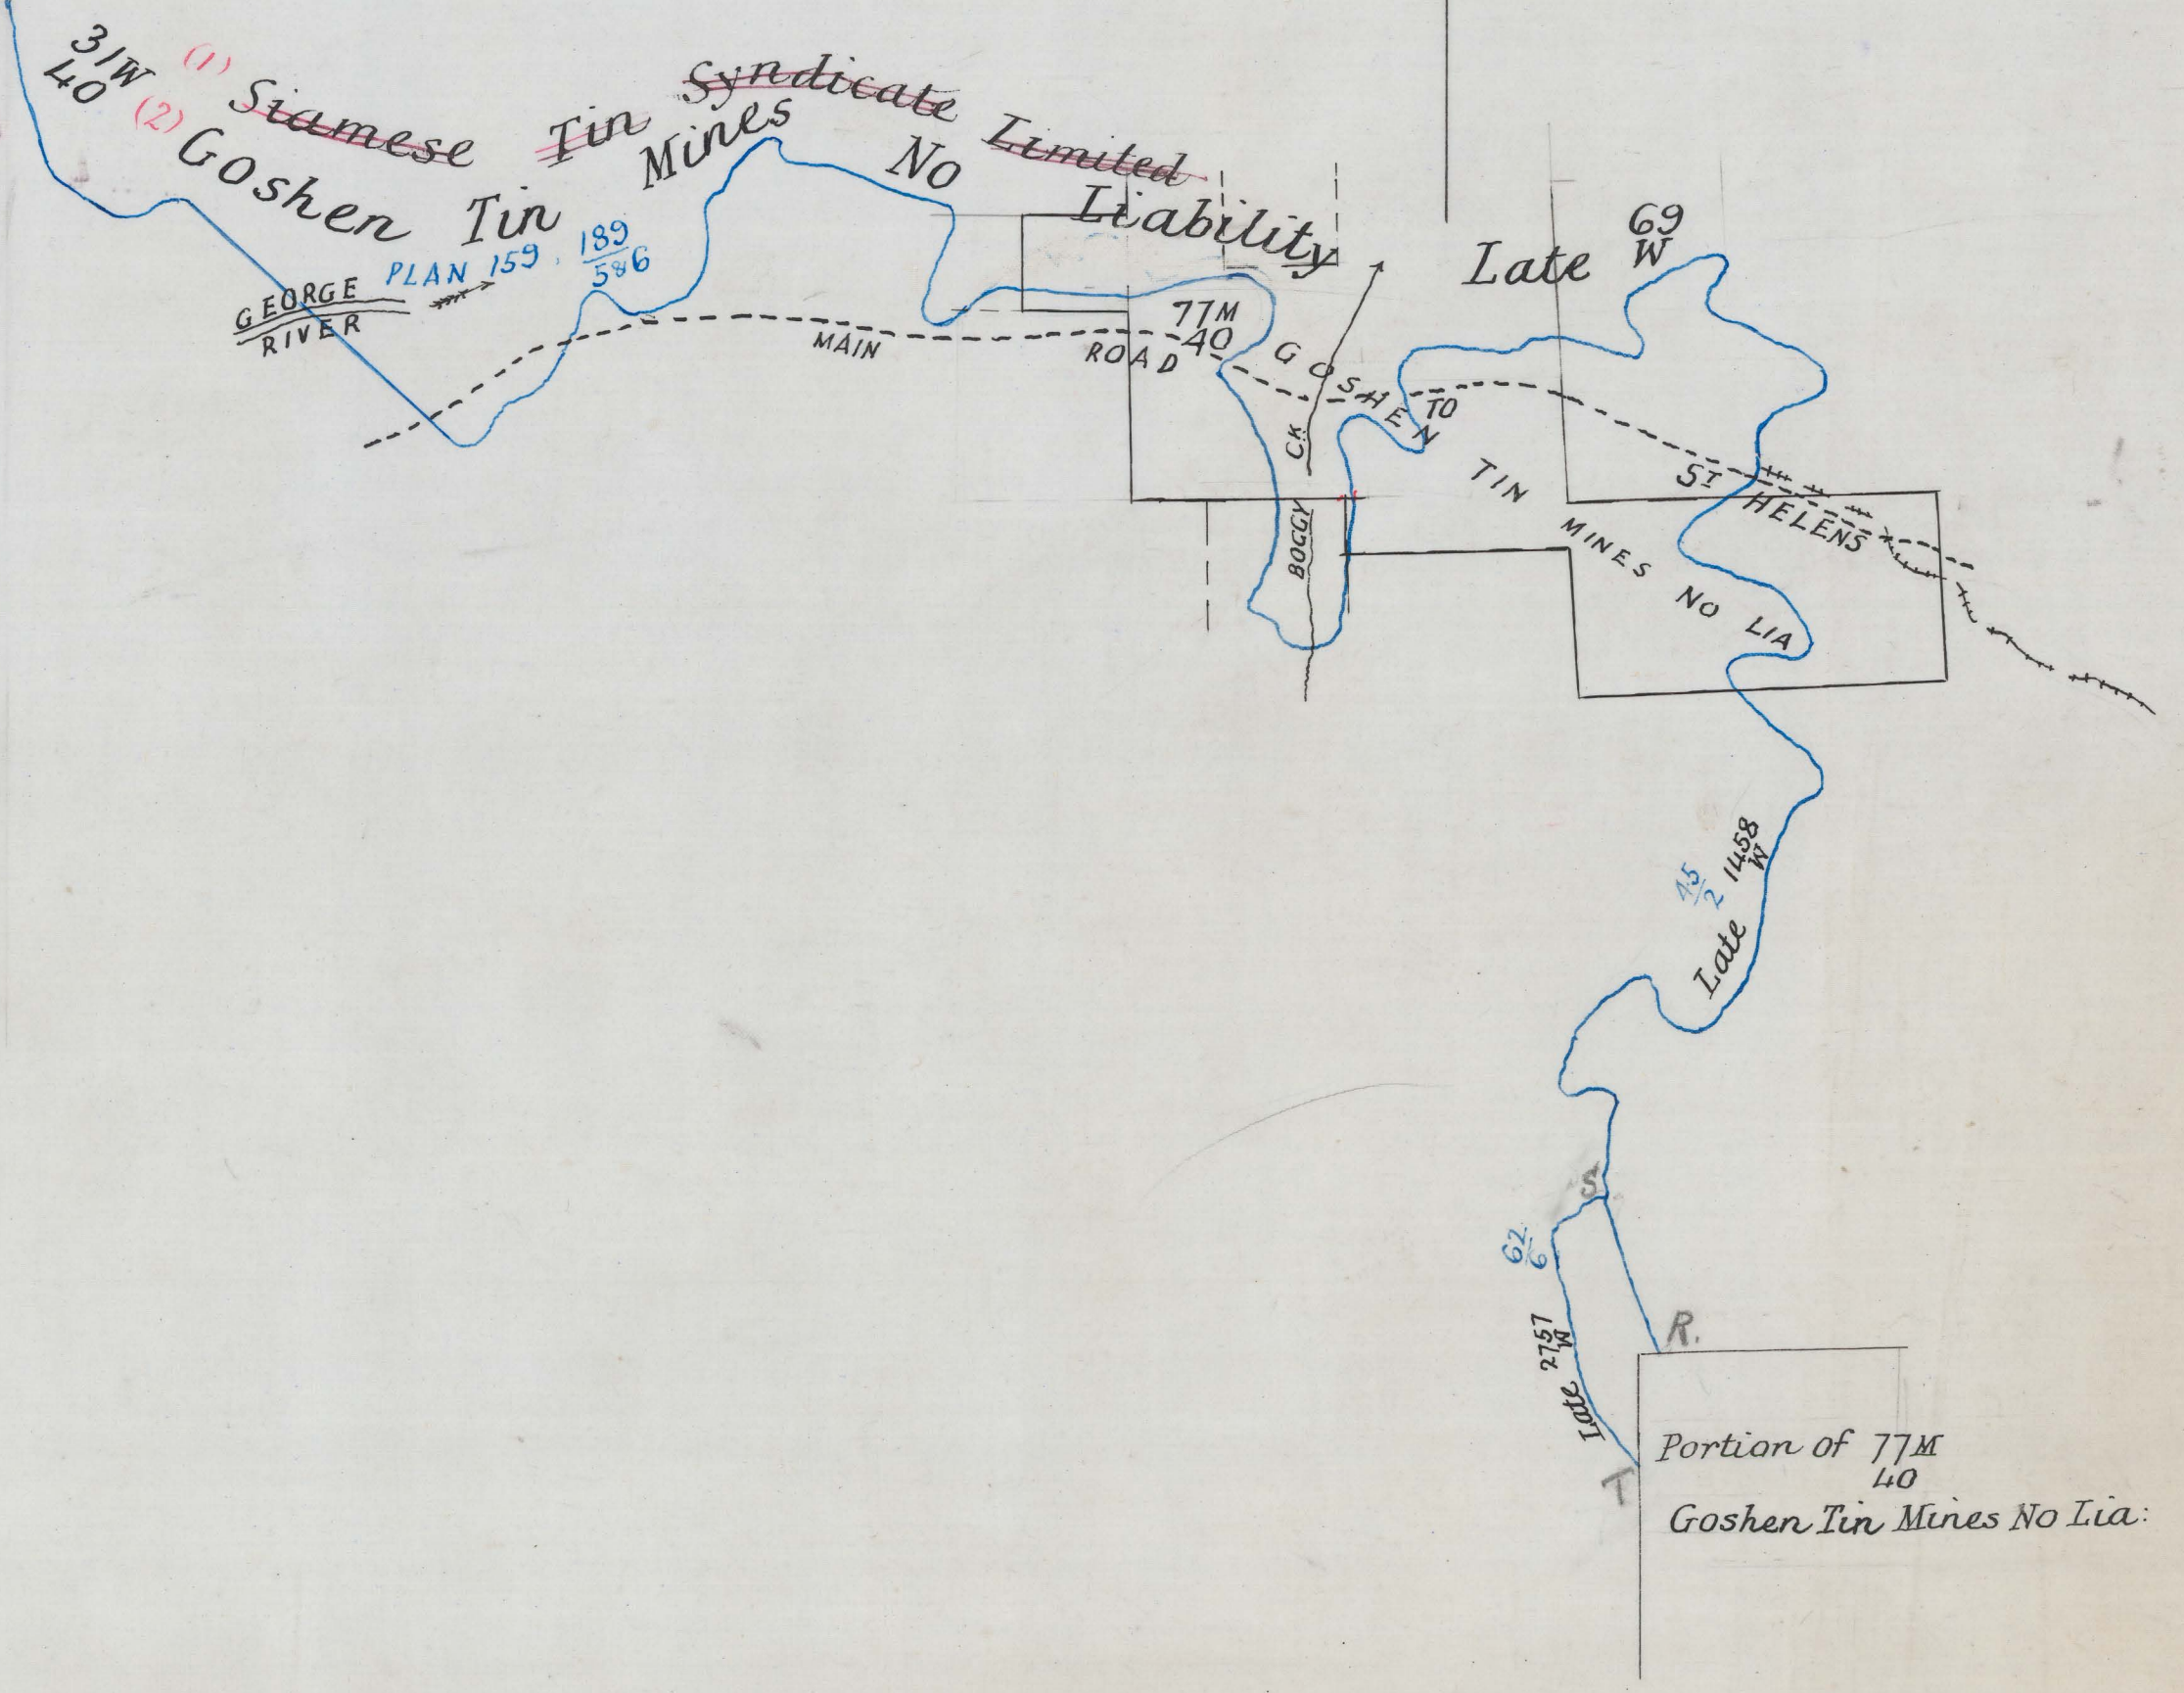 31W
40
(1) Siamese Tin Syndicate Limited
(2) Goshen Tin Mines No Liability
PLAN 159. 189
586
GEORGE
RIVER
MAIN ROAD TO ST HELENS
77M
40
GOSHEN TIN MINES NO LIA
Late 69
W
BOGGY CK
45
2
Late 1458
W
S
62
6
Late 2757
W
R.
T
Portion of 77M
40
Goshen Tin Mines No Lia: